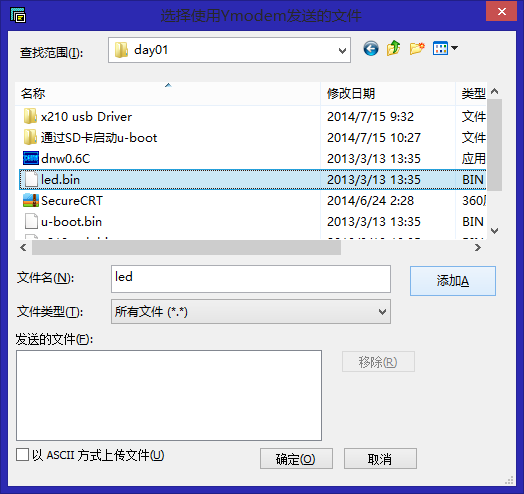 选择使用Ymodem发送的文件
查找范围(I): day01
名称 修改日期 类型
x210 usb Driver 2014/7/15 9:32 文件
通过SD卡启动u-boot 2014/7/15 10:27 文件
dnw0.6C 2013/3/13 13:35 应用
led.bin 2013/3/13 13:35 BIN
SecureCRT 2014/6/24 2:28 360压
u-boot.bin 2013/3/13 13:35 BIN
文件名(N): led 添加A
文件类型(T): 所有文件 (*.*)
发送的文件(F):
移除(R)
以 ASCII 方式上传文件(U) 确定(O) 取消